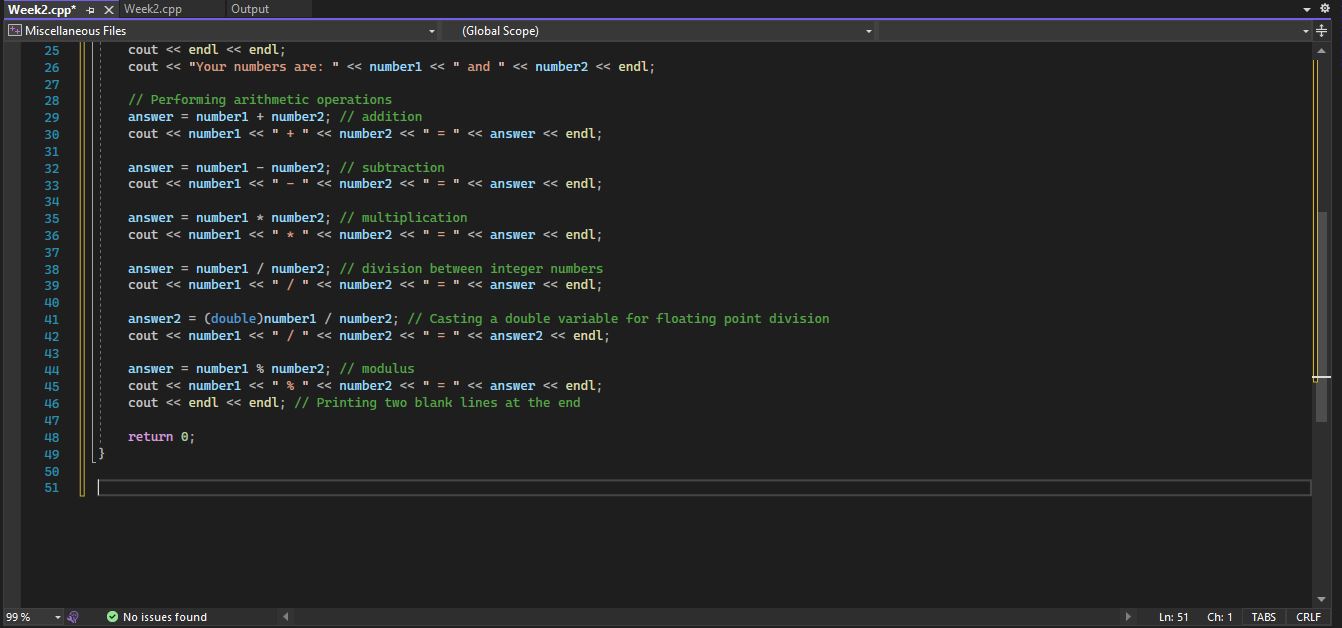 Week2.cpp* Week2.cpp Output
Miscellaneous Files (Global Scope)
25 cout << endl << endl;
26 cout << "Your numbers are: " << number1 << " and " << number2 << endl;
27
28 // Performing arithmetic operations
29 answer = number1 + number2; // addition
30 cout << number1 << " + " << number2 << " = " << answer << endl;
31
32 answer = number1 - number2; // subtraction
33 cout << number1 << " - " << number2 << " = " << answer << endl;
34
35 answer = number1 * number2; // multiplication
36 cout << number1 << " * " << number2 << " = " << answer << endl;
37
38 answer = number1 / number2; // division between integer numbers
39 cout << number1 << " / " << number2 << " = " << answer << endl;
40
41 answer2 = (double)number1 / number2; // Casting a double variable for floating point division
42 cout << number1 << " / " << number2 << " = " << answer2 << endl;
43
44 answer = number1 % number2; // modulus
45 cout << number1 << " % " << number2 << " = " << answer << endl;
46 cout << endl << endl; // Printing two blank lines at the end
47
48 return 0;
49 }
50
51
99 % No issues found Ln: 51 Ch: 1 TABS CRLF